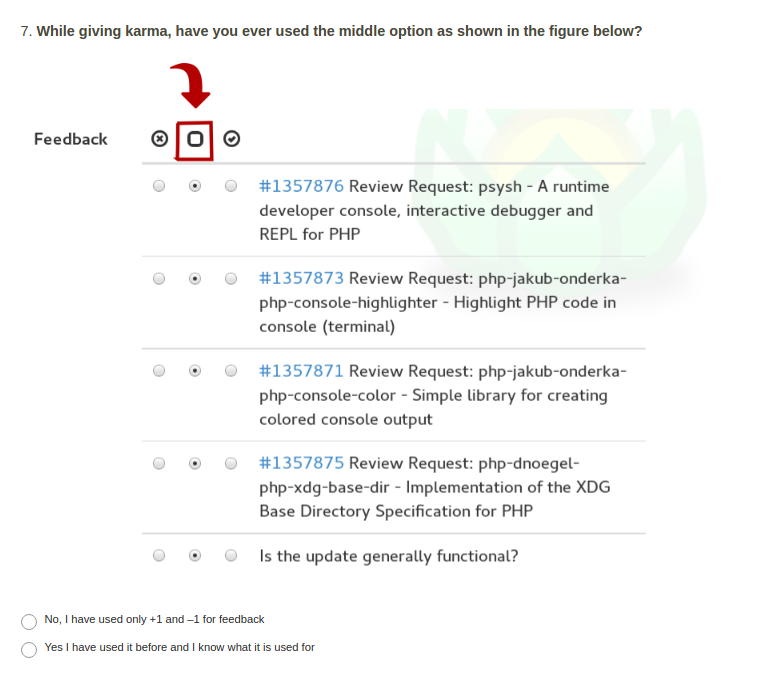 7. While giving karma, have you ever used the middle option as shown in the figure below?
Feedback
#1357876 Review Request: psysh - A runtime
developer console, interactive debugger and
REPL for PHP
#1357873 Review Request: php-jakub-onderka-
php-console-highlighter - Highlight PHP code in
console (terminal)
#1357871 Review Request: php-jakub-onderka-
php-console-color - Simple library for creating
colored console output
#1357875 Review Request: php-dnoegel-
php-xdg-base-dir - Implementation of the XDG
Base Directory Specification for PHP
Is the update generally functional?
No, I have used only +1 and –1 for feedback
Yes I have used it before and I know what it is used for